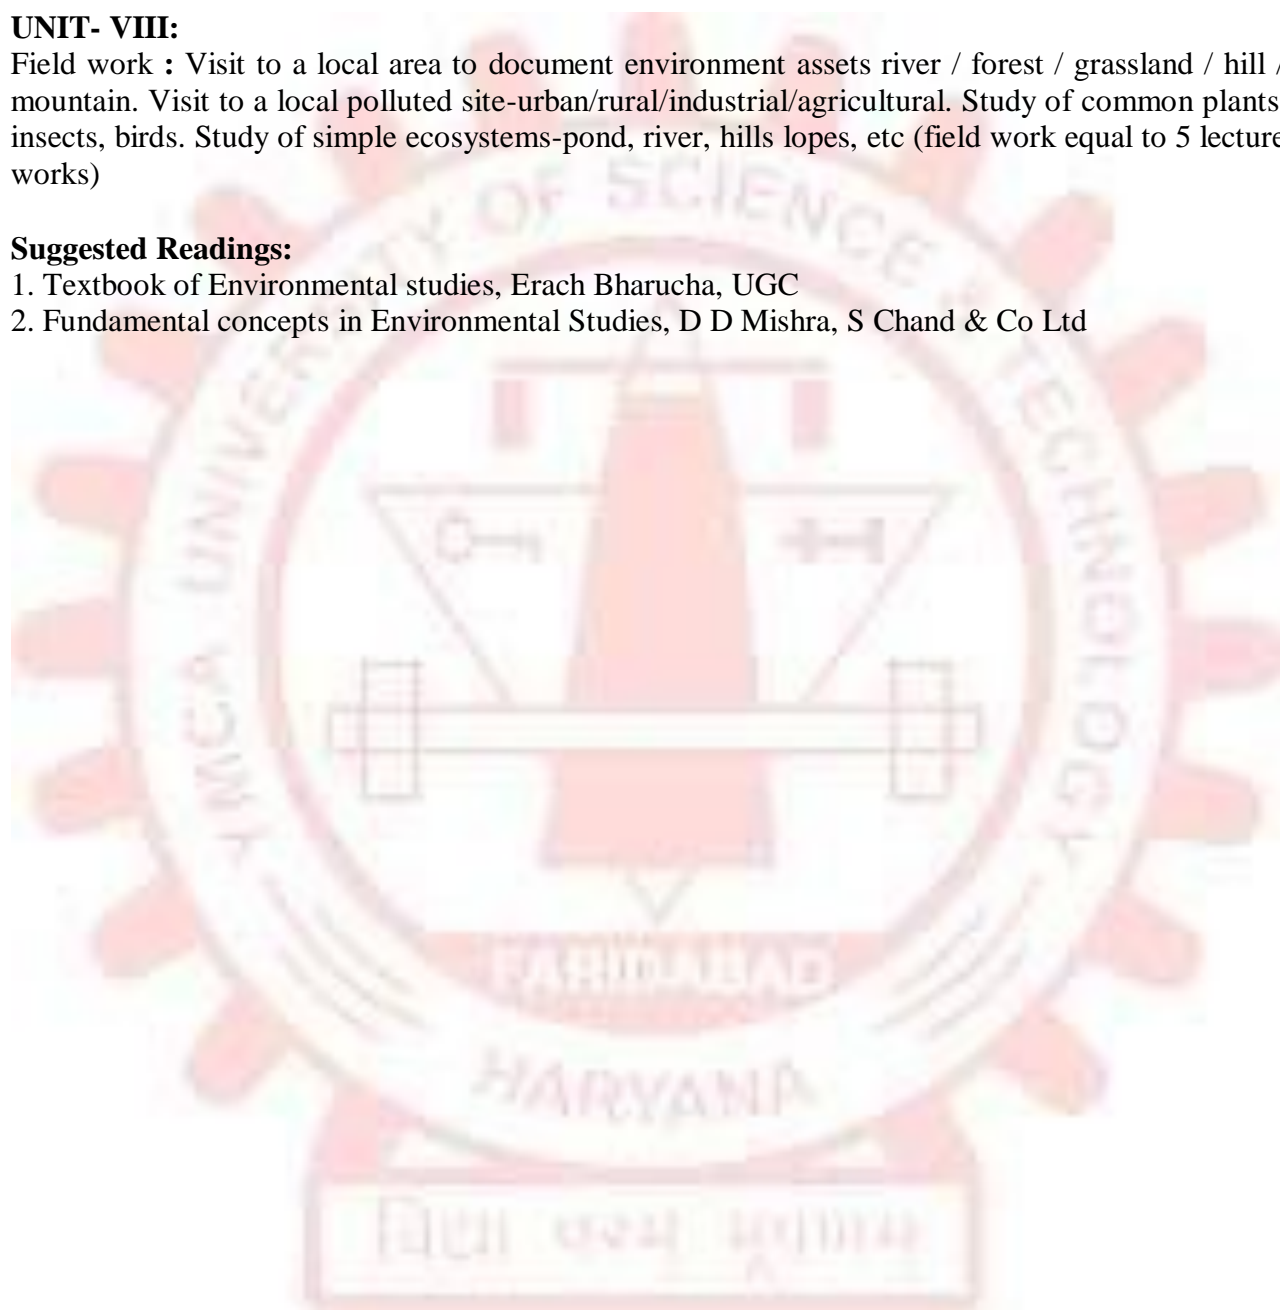 UNIT- VIII:
Field work : Visit to a local area to document environment assets river / forest / grassland / hill /
mountain. Visit to a local polluted site-urban/rural/industrial/agricultural. Study of common plants
insects, birds. Study of simple ecosystems-pond, river, hills lopes, etc (field work equal to 5 lecture
works)
Suggested Readings:
1. Textbook of Environmental studies, Erach Bharucha, UGC
2. Fundamental concepts in Environmental Studies, D D Mishra, S Chand & Co Ltd
YMCA UNIVERSITY OF SCIENCE & TECHNOLOGY
FARIDABAD
HARYANA
विद्या परमं